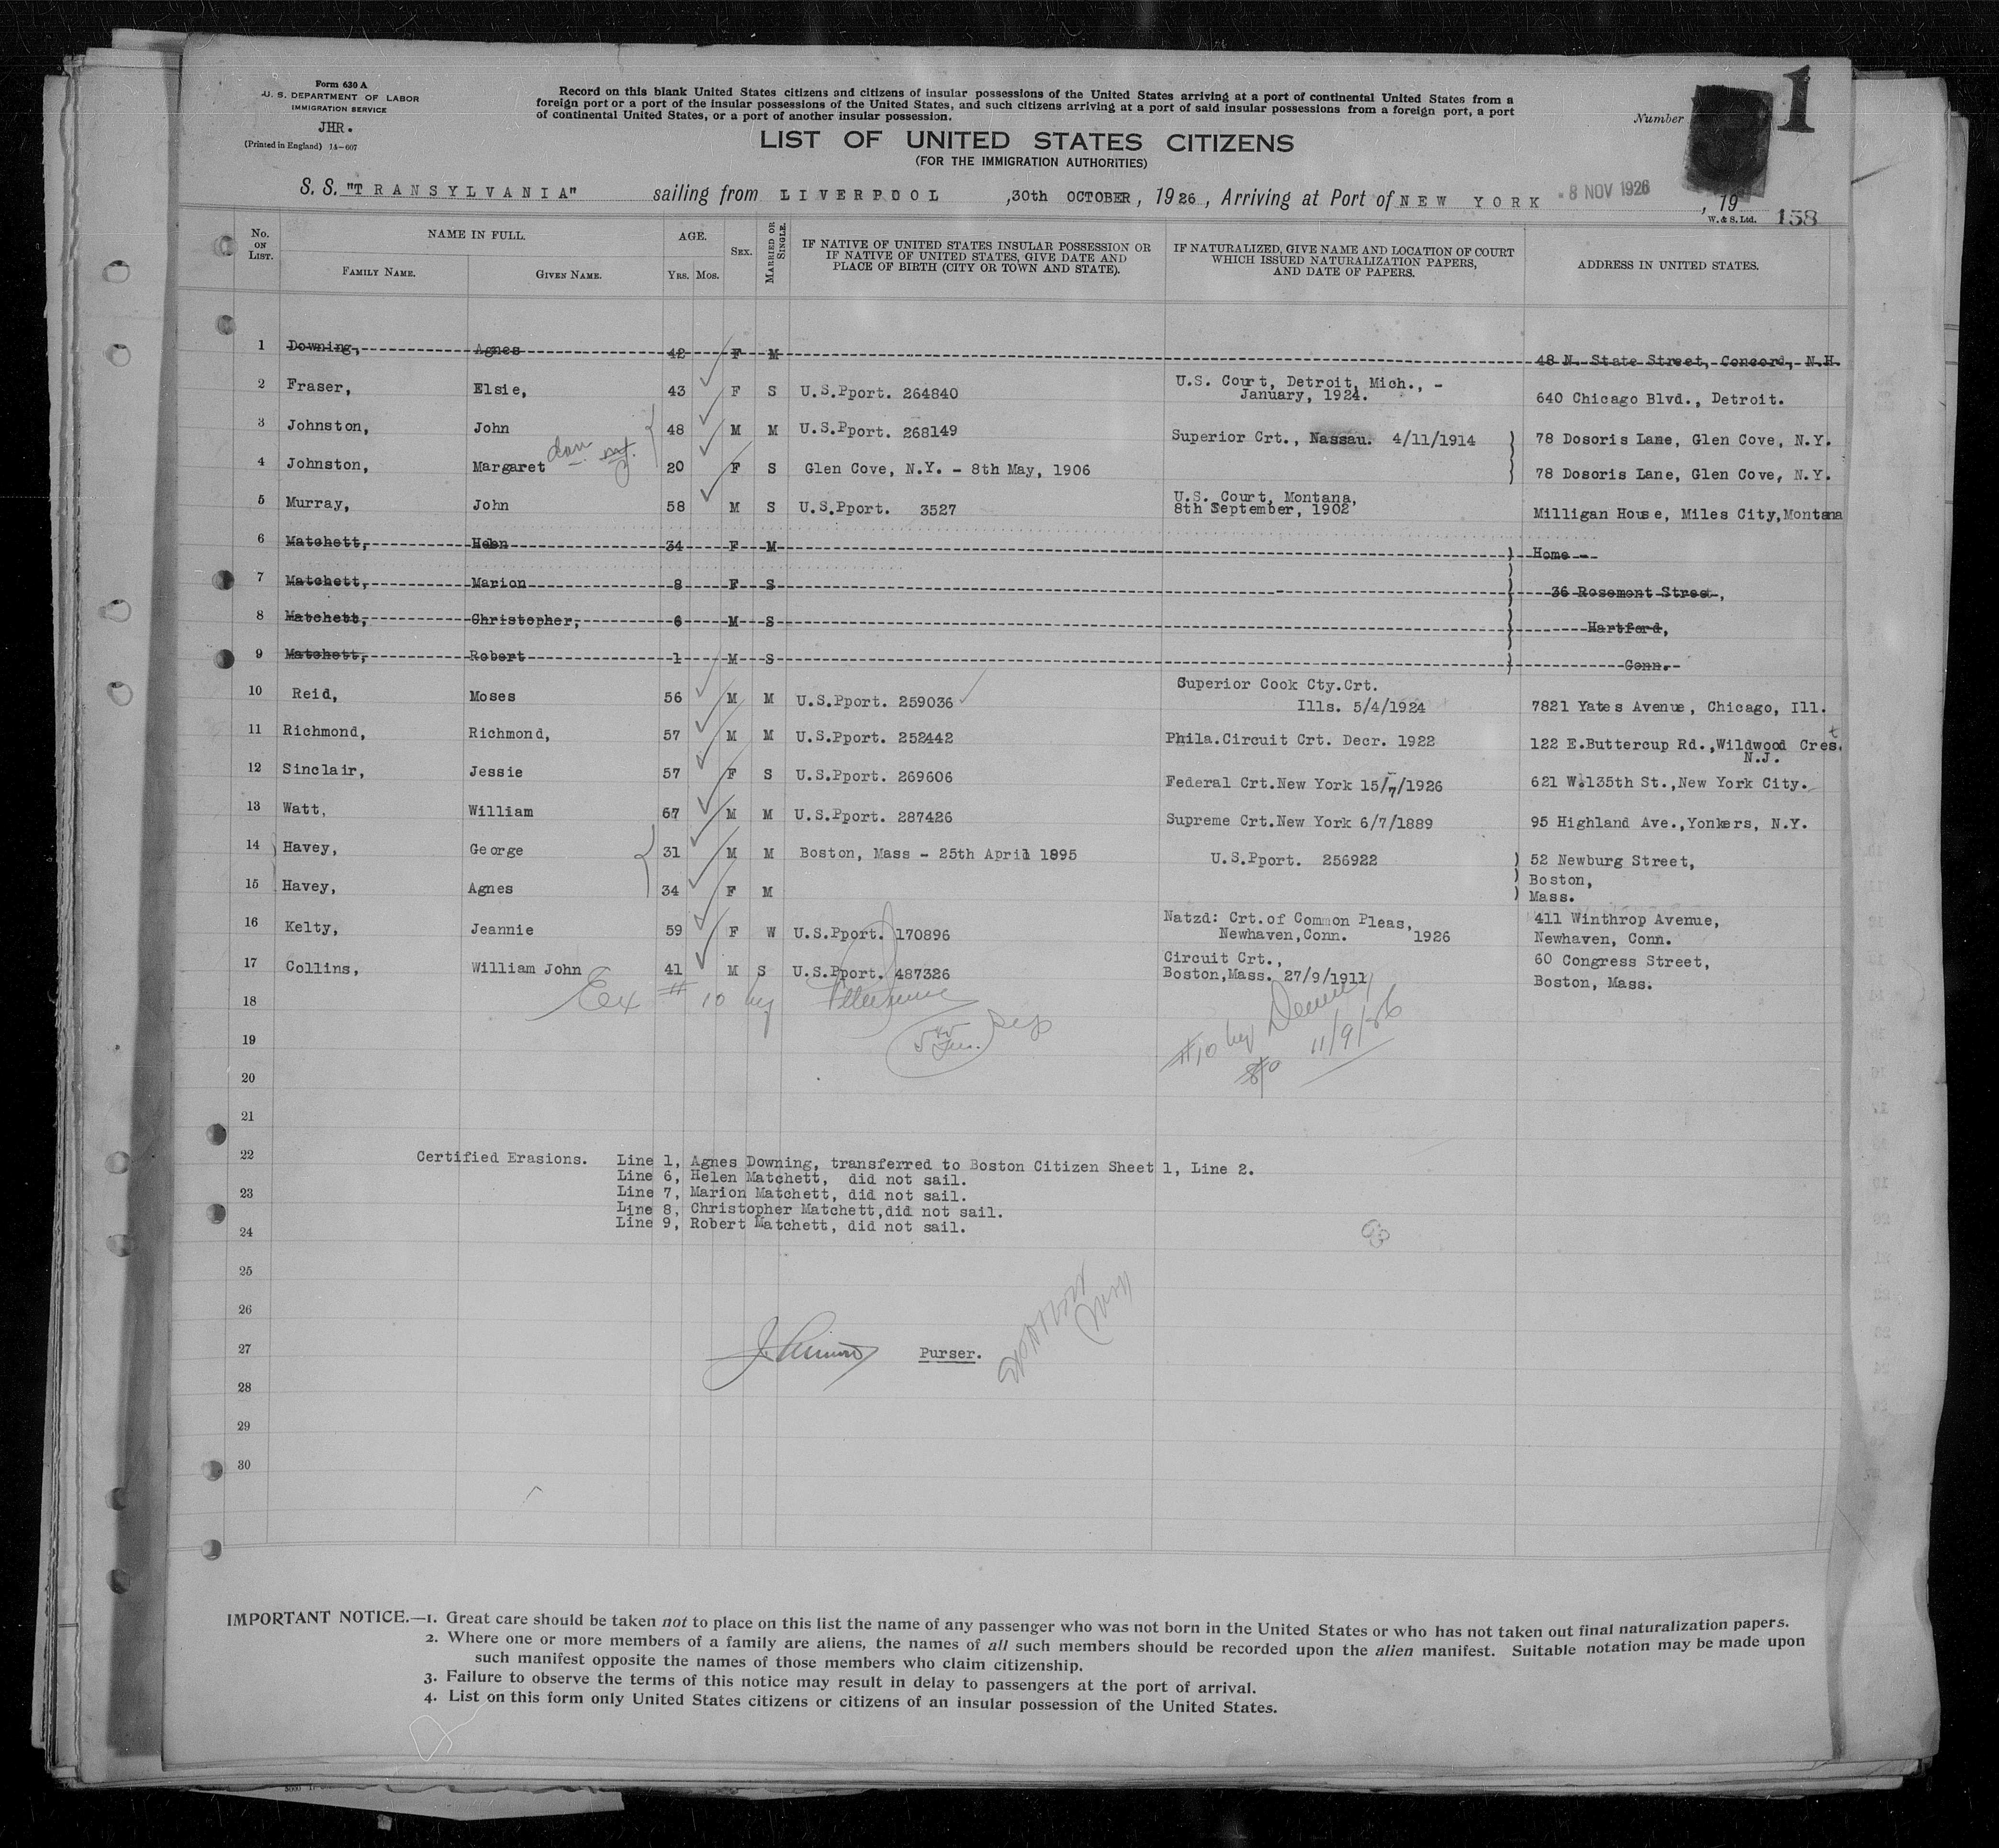 Form 630 A
U. S. DEPARTMENT OF LABOR
IMMIGRATION SERVICE
JHR.
(Printed in England) 14-607
Record on this blank United States citizens and citizens of insular possessions of the United States arriving at a port of continental United States from a
foreign port or a port of the insular possessions of the United States, and such citizens arriving at a port of said insular possessions from a foreign port, a port
of continental United States, or a port of another insular possession.
Number 1
LIST OF UNITED STATES CITIZENS
(FOR THE IMMIGRATION AUTHORITIES)
S. S. "TRANSYLVANIA" sailing from LIVERPOOL ,30th OCTOBER, 1926, Arriving at Port of NEW YORK 8 NOV 1926, 19
W. & S. Ltd. 158
No. ON LIST. NAME IN FULL. AGE. SEX. MARRIED OR SINGLE. IF NATIVE OF UNITED STATES INSULAR POSSESSION OR IF NATIVE OF UNITED STATES, GIVE DATE AND PLACE OF BIRTH (CITY OR TOWN AND STATE). IF NATURALIZED, GIVE NAME AND LOCATION OF COURT WHICH ISSUED NATURALIZATION PAPERS, AND DATE OF PAPERS. ADDRESS IN UNITED STATES.
FAMILY NAME. GIVEN NAME. Yrs. Mos.
1 Downing, Agnes 42 F M 48 N. State Street, Concord, N.H.
2 Fraser, Elsie, 43 F S U.S.Pport. 264840 U.S. Court, Detroit, Mich., - January, 1924. 640 Chicago Blvd., Detroit.
3 Johnston, John 48 M M U.S.Pport. 268149 Superior Crt., Nassau. 4/11/1914 78 Dosoris Lane, Glen Cove, N.Y.
4 Johnston, Margaret 20 F S Glen Cove, N.Y. - 8th May, 1906 78 Dosoris Lane, Glen Cove, N.Y.
5 Murray, John 58 M S U.S.Pport. 3527 U.S. Court, Montana, 8th September, 1902 Milligan House, Miles City, Montana
6 Matchett, Helen 34 F M Home -
7 Matchett, Marion 8 F S 36 Rosemont Street,
8 Matchett, Christopher, 6 M S Hartford,
9 Matchett, Robert 1 M S Conn.
10 Reid, Moses 56 M M U.S.Pport. 259036 Superior Cook Cty.Crt. Ills. 5/4/1924 7821 Yates Avenue, Chicago, Ill.
11 Richmond, Richmond, 57 M M U.S.Pport. 252442 Phila.Circuit Crt. Decr. 1922 122 E.Buttercup Rd.,Wildwood Crest. N.J.
12 Sinclair, Jessie 57 F S U.S.Pport. 269606 Federal Crt.New York 15/7/1926 621 W.135th St.,New York City.
13 Watt, William 67 M M U.S.Pport. 287426 Supreme Crt.New York 6/7/1889 95 Highland Ave.,Yonkers, N.Y.
14 Havey, George 31 M M Boston, Mass - 25th April 1895 U.S.Pport. 256922 52 Newburg Street,
Boston,
15 Havey, Agnes 34 F M Mass.
16 Kelty, Jeannie 59 F W U.S.Pport. 170896 Natzd: Crt.of Common Pleas, Newhaven,Conn. 1926 411 Winthrop Avenue, Newhaven, Conn.
17 Collins, William John 41 M S U.S.Pport. 487326 Circuit Crt., Boston,Mass. 27/9/1911 60 Congress Street, Boston, Mass.
18 Ex # 10 by
19 #10 by 11/9/26
20
21
22 Certified Erasions. Line 1, Agnes Downing, transferred to Boston Citizen Sheet 1, Line 2.
Line 6, Helen Matchett, did not sail.
23 Line 7, Marion Matchett, did not sail.
Line 8, Christopher Matchett,did not sail.
24 Line 9, Robert Matchett, did not sail.
25
26
27 Purser.
28
29
30
IMPORTANT NOTICE.—1. Great care should be taken not to place on this list the name of any passenger who was not born in the United States or who has not taken out final naturalization papers.
2. Where one or more members of a family are aliens, the names of all such members should be recorded upon the alien manifest. Suitable notation may be made upon
such manifest opposite the names of those members who claim citizenship.
3. Failure to observe the terms of this notice may result in delay to passengers at the port of arrival.
4. List on this form only United States citizens or citizens of an insular possession of the United States.